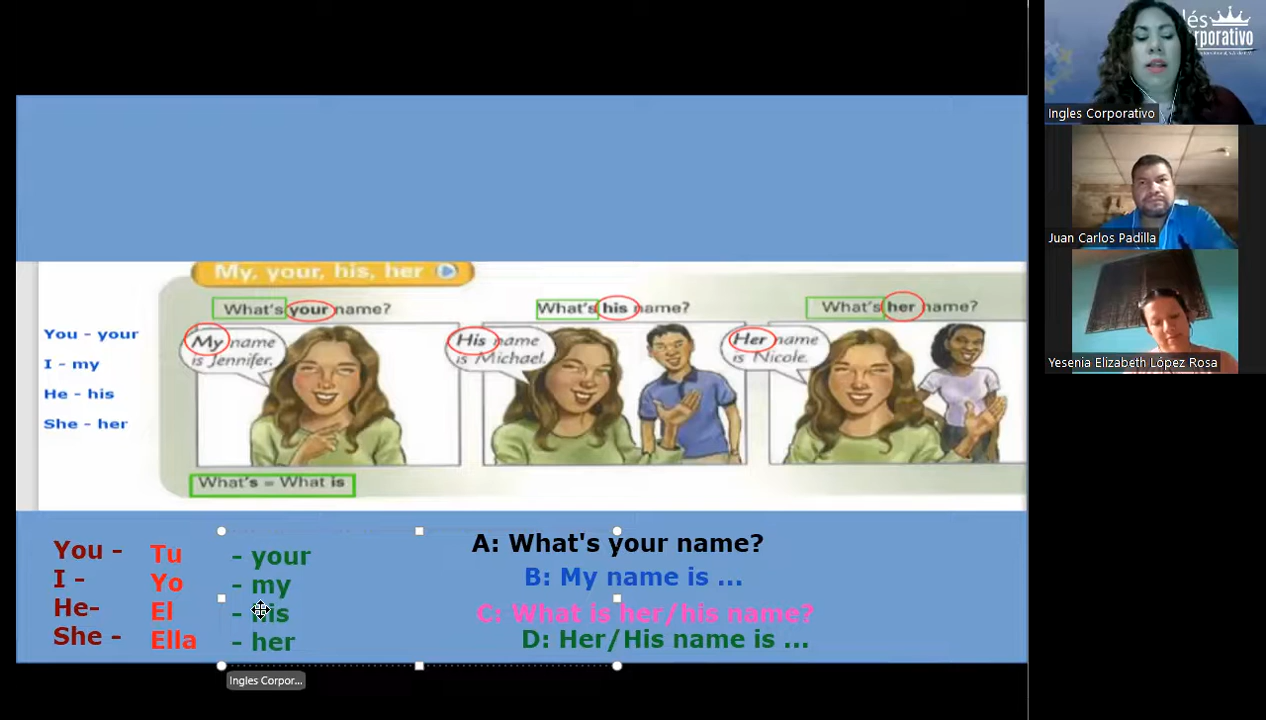 My, your, his, her
What's your name?
My name
is Jennifer.
What's his name?
His name
is Michael.
What's her name?
Her name
is Nicole.
You - your
I - my
He - his
She - her
What's = What is
You - Tu - your
I - Yo - my
He- El - his
She - Ella - her
A: What's your name?
B: My name is ...
C: What is her/his name?
D: Her/His name is ...
Ingles Corpor...
lés
rporativo
Ingles Corporativo
Juan Carlos Padilla
Yesenia Elizabeth López Rosa